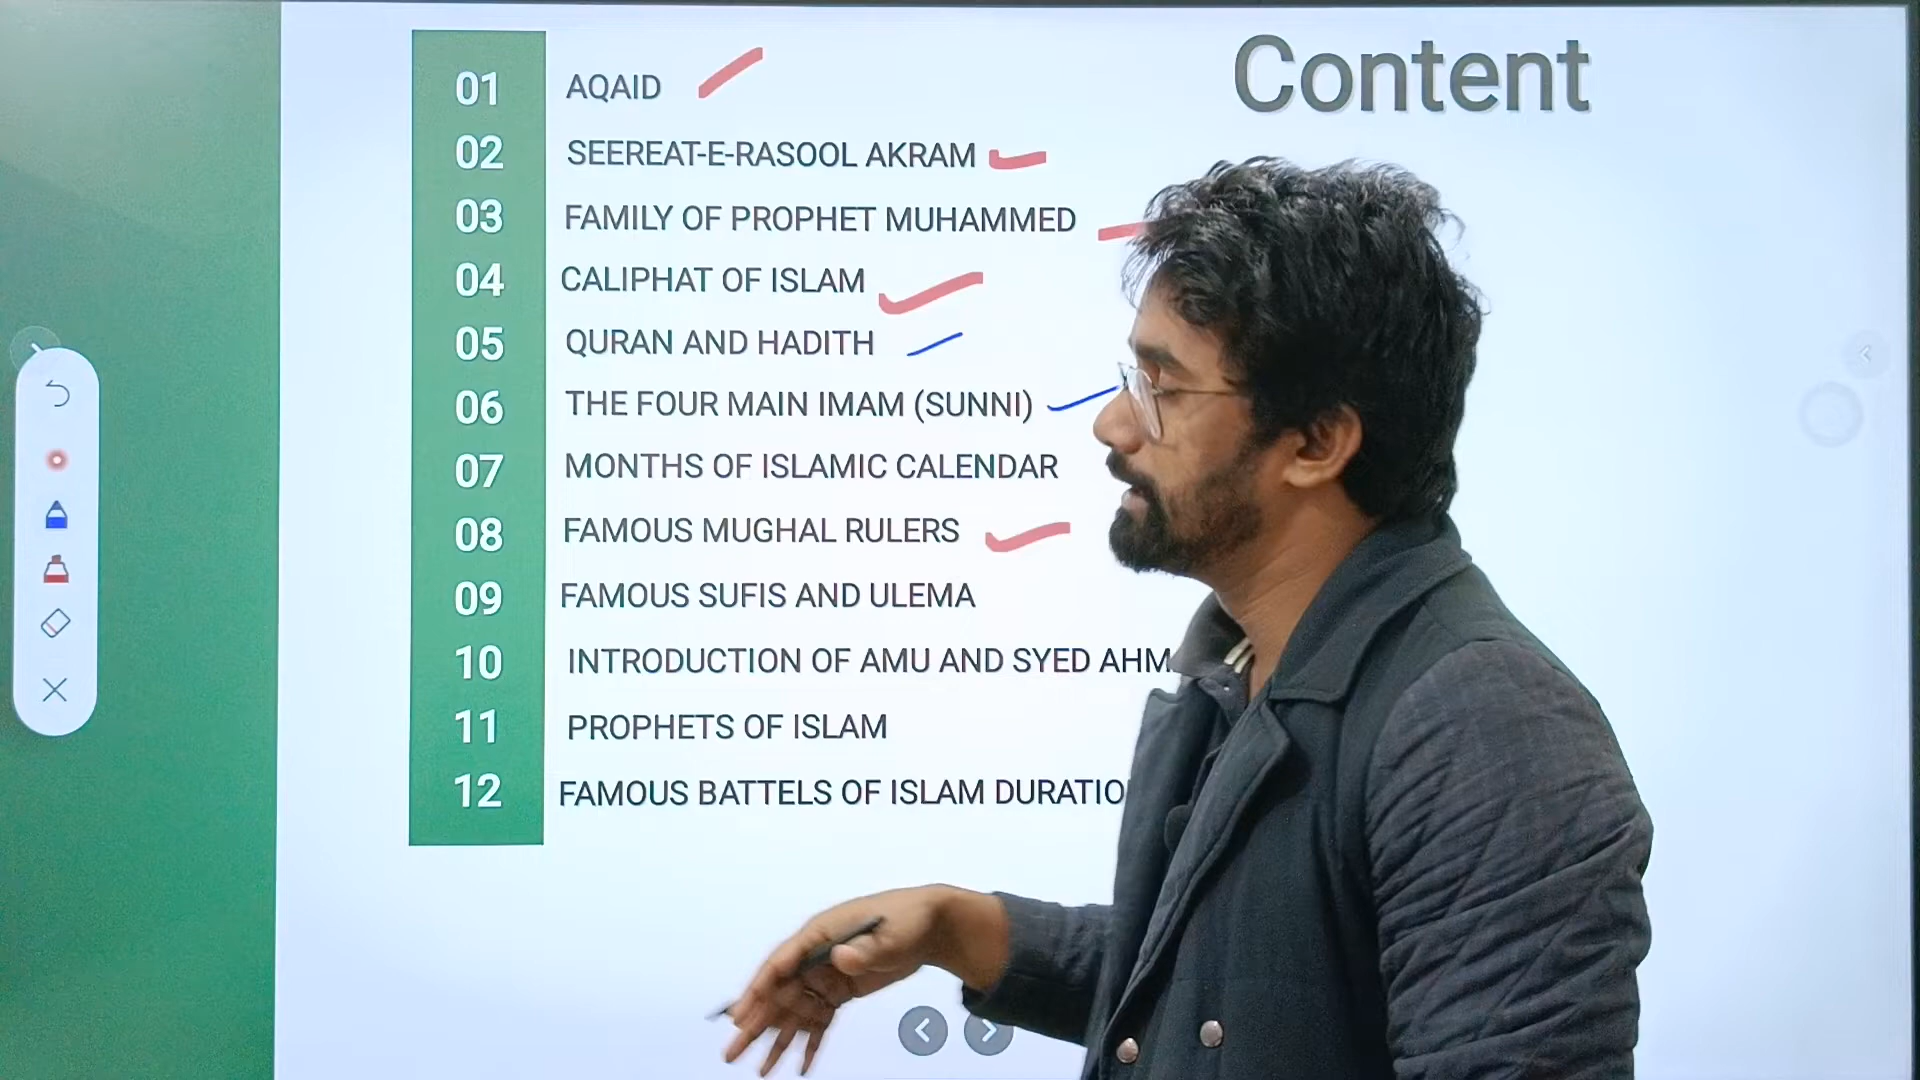 Content
01 AQAID
02 SEEREAT-E-RASOOL AKRAM
03 FAMILY OF PROPHET MUHAMMED
04 CALIPHAT OF ISLAM
05 QURAN AND HADITH
06 THE FOUR MAIN IMAM (SUNNI)
07 MONTHS OF ISLAMIC CALENDAR
08 FAMOUS MUGHAL RULERS
09 FAMOUS SUFIS AND ULEMA
10 INTRODUCTION OF AMU AND SYED AHM
11 PROPHETS OF ISLAM
12 FAMOUS BATTELS OF ISLAM DURATIO